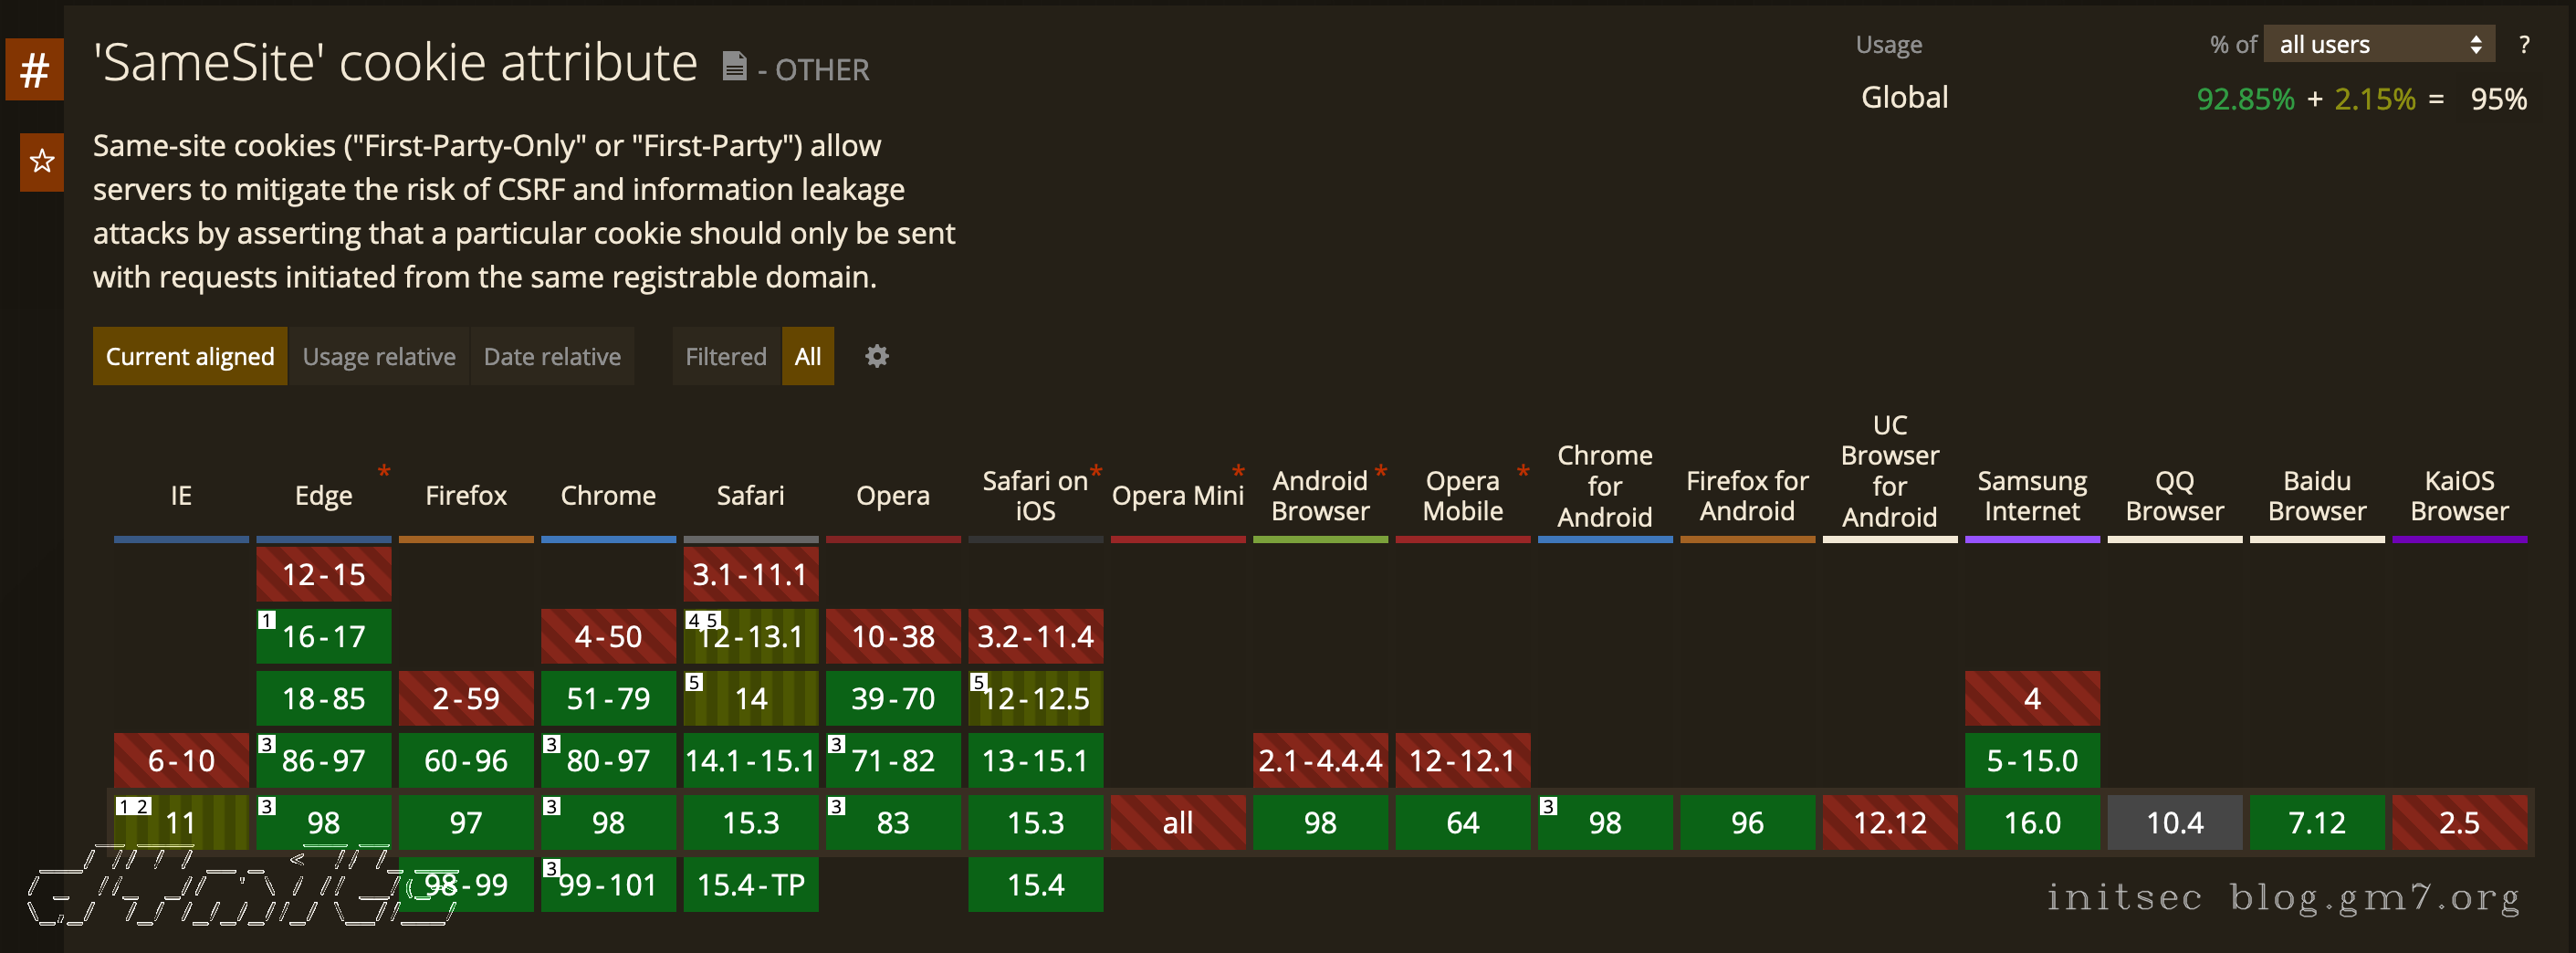 #
'SameSite' cookie attribute - OTHER
Usage % of all users ?
Global 92.85% + 2.15% = 95%
Same-site cookies ("First-Party-Only" or "First-Party") allow
servers to mitigate the risk of CSRF and information leakage
attacks by asserting that a particular cookie should only be sent
with requests initiated from the same registrable domain.
Current aligned Usage relative Date relative Filtered All
IE Edge * Firefox Chrome Safari Opera Safari on iOS * Opera Mini * Android Browser * Opera Mobile * Chrome for Android Firefox for Android UC Browser for Android Samsung Internet QQ Browser Baidu Browser KaiOS Browser
12-15 3.1-11.1
1 16-17 4-50 4 5 12-13.1 10-38 3.2-11.4
18-85 2-59 51-79 5 14 39-70 5 12-12.5 4
6-10 3 86-97 60-96 3 80-97 14.1-15.1 3 71-82 13-15.1 2.1-4.4.4 12-12.1 5-15.0
1 2 11 3 98 97 3 98 15.3 3 83 15.3 all 98 64 3 98 96 12.12 16.0 10.4 7.12 2.5
98-99 3 99-101 15.4-TP 15.4
initsec blog.gm7.org